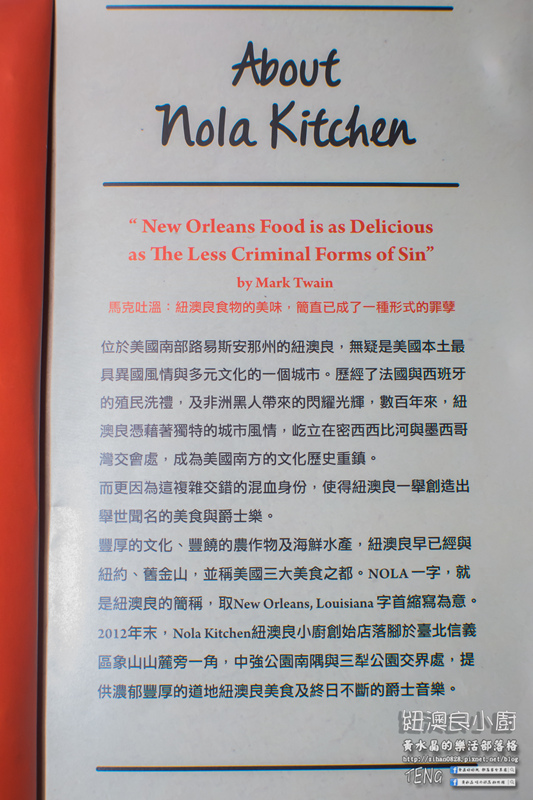 About
Nola Kitchen
“ New Orleans Food is as Delicious
as The Less Criminal Forms of Sin”
by Mark Twain
馬克吐溫：紐澳良食物的美味，簡直已成了一種形式的罪孽
位於美國南部路易斯安那州的紐澳良，無疑是美國本土最
具異國風情與多元文化的一個城市。歷經了法國與西班牙
的殖民洗禮，及非洲黑人帶來的閃耀光輝，數百年來，紐
澳良憑藉著獨特的城市風情，屹立在密西西比河與墨西哥
灣交會處，成為美國南方的文化歷史重鎮。
而更因為這複雜交錯的混血身份，使得紐澳良一舉創造出
舉世聞名的美食與爵士樂。
豐厚的文化、豐饒的農作物及海鮮水產，紐澳良早已經與
紐約、舊金山，並稱美國三大美食之都。NOLA 一字，就
是紐澳良的簡稱，取New Orleans, Louisiana 字首縮寫為意。
2012年末，Nola Kitchen紐澳良小廚創始店落腳於臺北信義
區象山山麓旁一角，中強公園南隅與三犁公園交界處，提
供濃郁豐厚的道地紐澳良美食及終日不斷的爵士音樂。
紐澳良小廚
黃水晶的樂活部落格
http://sihan0828.pixnet.net/blog
TENG